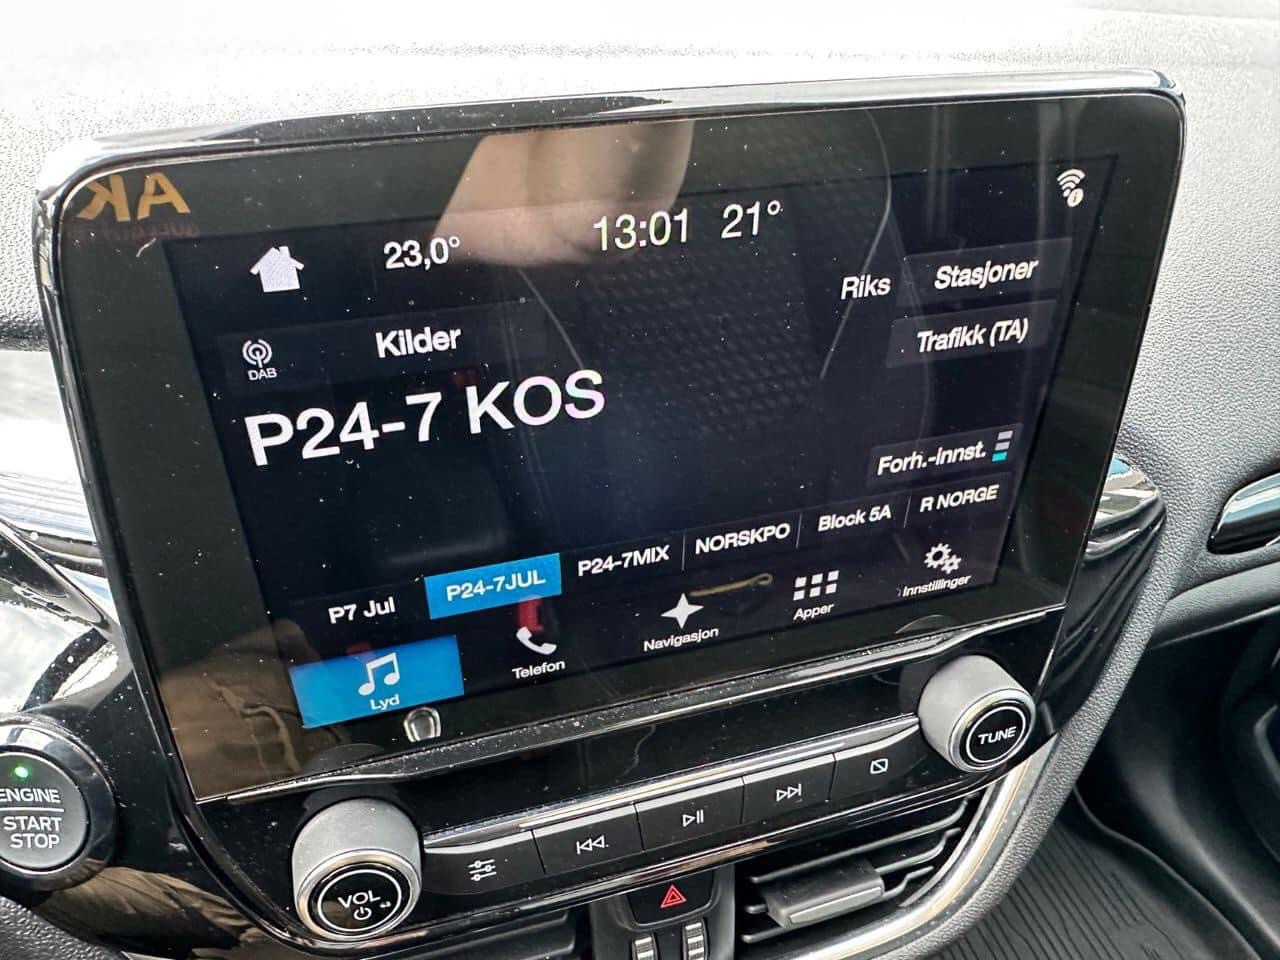 23,0°
13:01 21°
Riks
Stasjoner
DAB
Kilder
Trafikk (TA)
P24-7 KOS
Forh.-innst.
P7 Jul
P24-7JUL
P24-7MIX
NORSKPO
Block 5A
R NORGE
Lyd
Telefon
Navigasjon
Apper
Innstillinger
ENGINE
START
STOP
VOL
TUNE